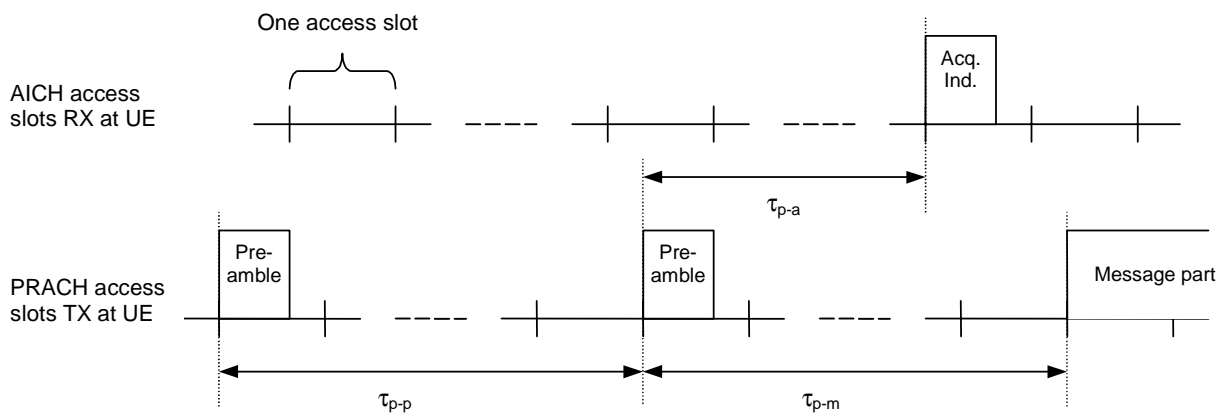 One access slot
AICH access
slots RX at UE
Acq.
Ind.
τp-a
Pre-
amble
Pre-
amble
Message part
PRACH access
slots TX at UE
τp-p
τp-m